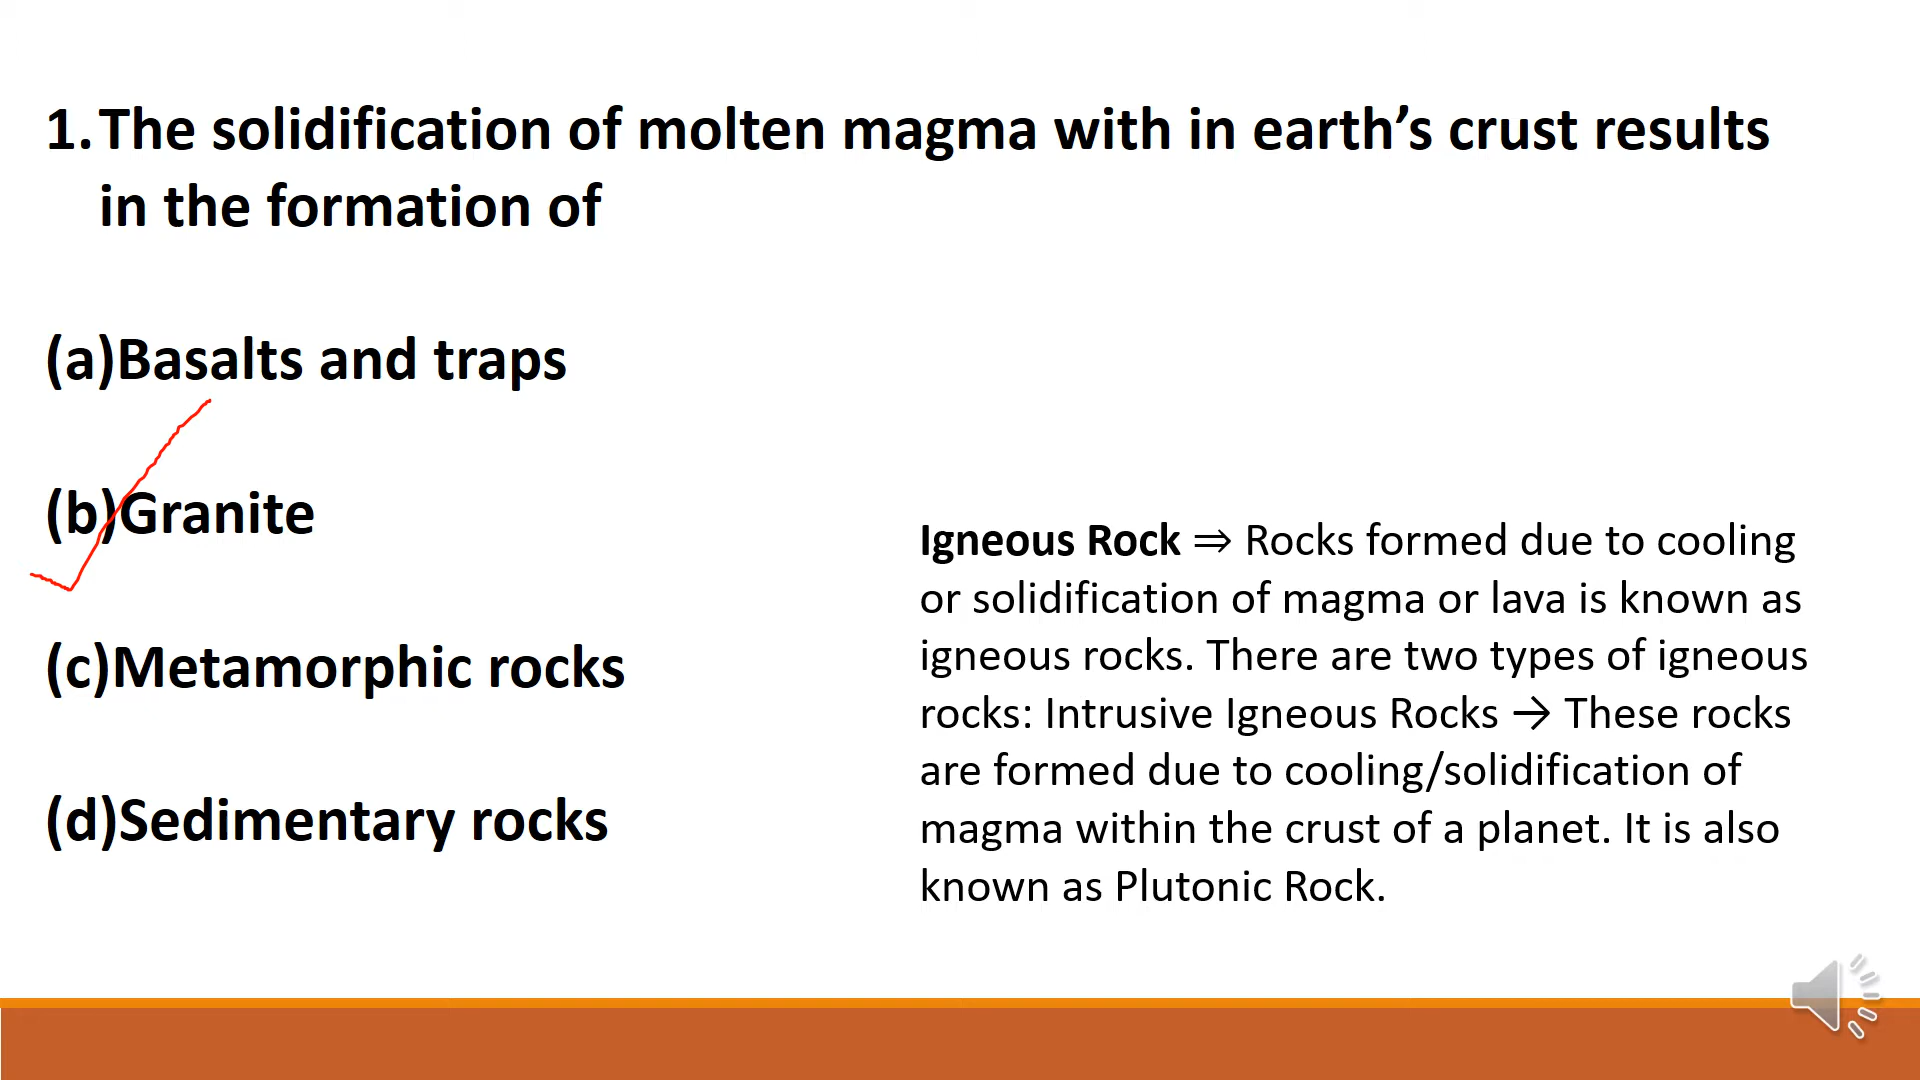 1. The solidification of molten magma with in earth’s crust results
in the formation of
(a)Basalts and traps
(b)Granite
(c)Metamorphic rocks
(d)Sedimentary rocks
Igneous Rock ⇒ Rocks formed due to cooling
or solidification of magma or lava is known as
igneous rocks. There are two types of igneous
rocks: Intrusive Igneous Rocks → These rocks
are formed due to cooling/solidification of
magma within the crust of a planet. It is also
known as Plutonic Rock.